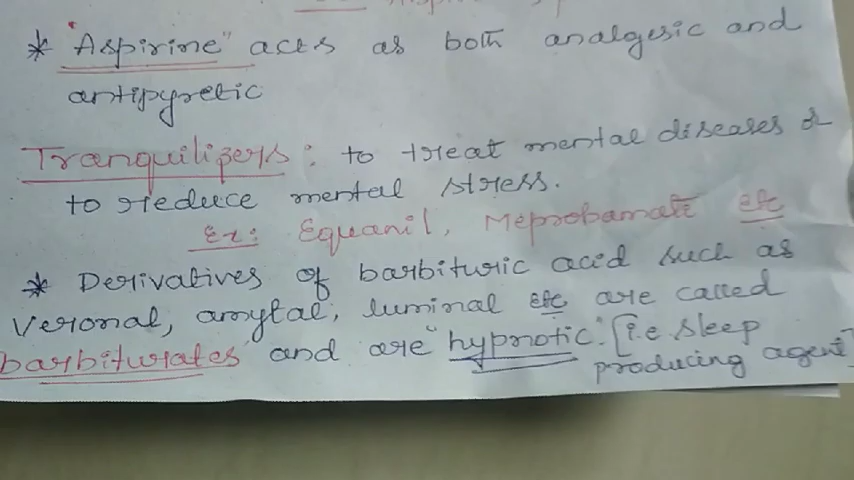 * "Aspirine" acts as both analgesic and
antipyretic
Tranquilizers: to treat mental diseases or
to reduce mental stress.
Ex: Equanil, Meprobamate etc
* Derivatives of barbituric acid such as
Veronal, amytal, luminal etc are called
barbiturates and are "hypnotic". [i.e sleep
producing agent]